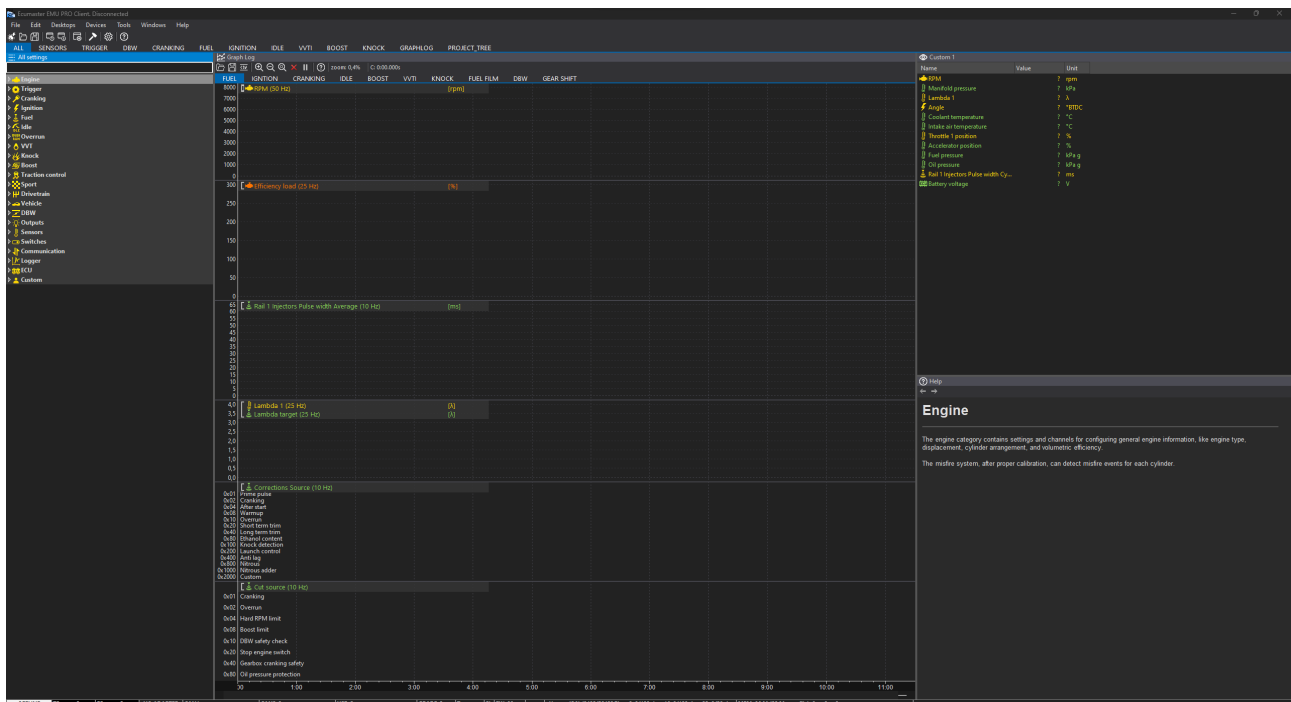 Ecumaster EMU PRO Client, Disconnected
File Edit Desktops Devices Tools Windows Help
ALL SENSORS TRIGGER DBW CRANKING FUEL IGNITION IDLE VVTI BOOST KNOCK GRAPHLOG PROJECT_TREE
All settings
Engine
Trigger
Cranking
Ignition
Fuel
Idle
Overrun
VVT
Knock
Boost
Traction control
Sport
Drivetrain
Vehicle
DBW
Outputs
Sensors
Switches
Communication
Logger
ECU
Custom
Graph Log
zoom: 0,4% C: 0:00.000s
FUEL IGNITION CRANKING IDLE BOOST VVTI KNOCK FUEL FILM DBW GEAR SHIFT
8000 RPM (50 Hz) [rpm]
7000
6000
5000
4000
3000
2000
1000
0
300 Efficiency load (25 Hz) [%]
250
200
150
100
50
0
65 Rail 1 Injectors Pulse width Average (10 Hz) [ms]
60
55
50
45
40
35
30
25
20
15
10
5
0
4,0 Lambda 1 (25 Hz) [λ]
3,5 Lambda target (25 Hz) [λ]
3,0
2,5
2,0
1,5
1,0
0,5
0,0
Corrections Source (10 Hz)
0x01 Prime pulse
0x02 Cranking
0x04 After start
0x08 Warmup
0x10 Overrun
0x20 Short term trim
0x40 Long term trim
0x80 Ethanol content
0x100 Knock detection
0x200 Launch control
0x400 Anti lag
0x800 Nitrous
0x1000 Nitrous adder
0x2000 Custom
Cut source (10 Hz)
0x01 Cranking
0x02 Overrun
0x04 Hard RPM limit
0x08 Boost limit
0x10 DBW safety check
0x20 Stop engine switch
0x40 Gearbox cranking safety
0x80 Oil pressure protection
1:00 2:00 3:00 4:00 5:00 6:00 7:00 8:00 9:00 10:00 11:00
Custom 1
Name Value Unit
RPM ? rpm
Manifold pressure ? kPa
Lambda 1 ? λ
Angle ? °BTDC
Coolant temperature ? °C
Intake air temperature ? °C
Throttle 1 position ? %
Accelerator position ? %
Fuel pressure ? kPa g
Oil pressure ? kPa g
Rail 1 Injectors Pulse width Cy... ? ms
Battery voltage ? V
Help
Engine
The engine category contains settings and channels for configuring general engine information, like engine type,
displacement, cylinder arrangement, and volumetric efficiency.
The misfire system, after proper calibration, can detect misfire events for each cylinder.